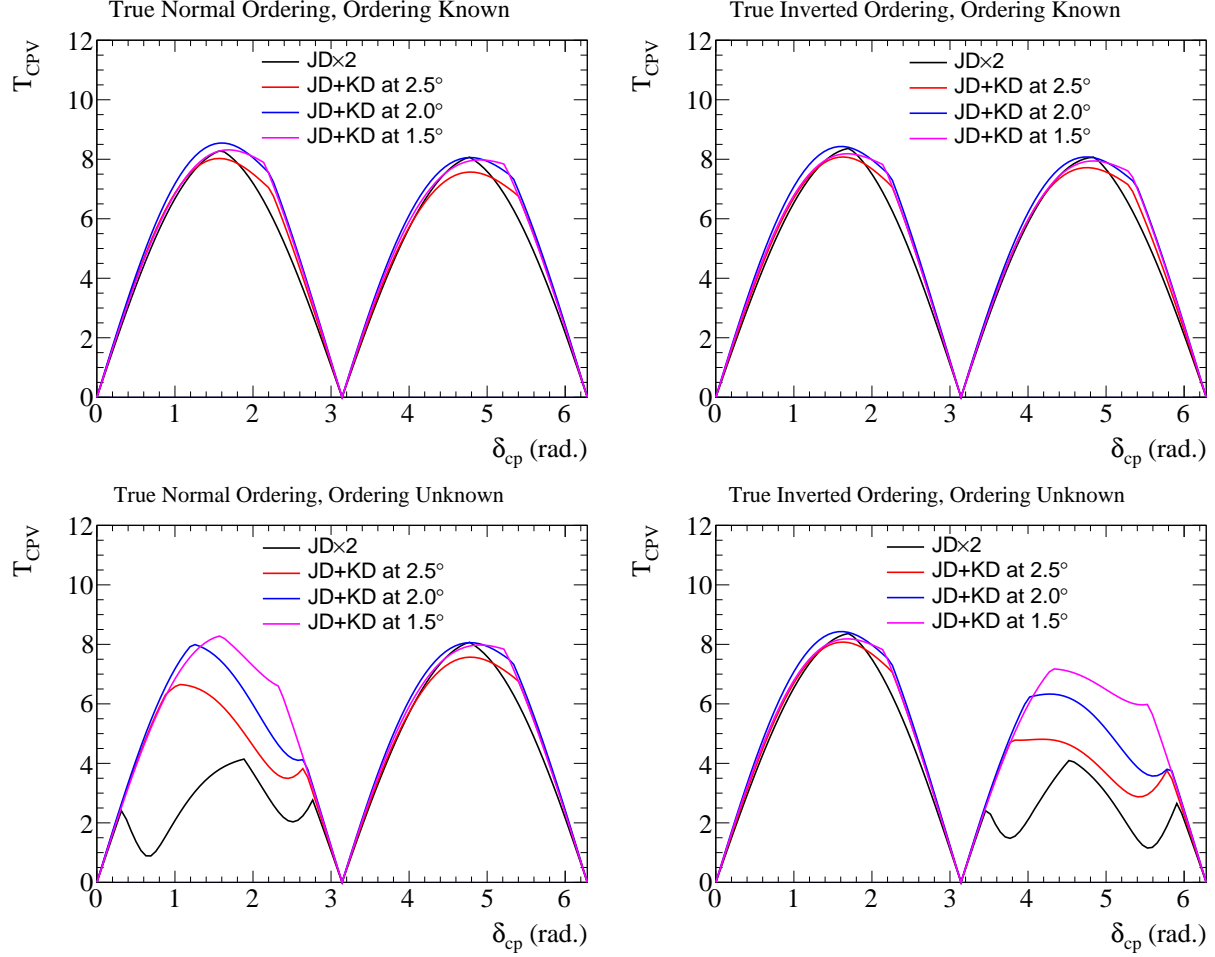 True Normal Ordering, Ordering Known
T_CPV
12
10
8
6
4
2
0
JD×2
JD+KD at 2.5°
JD+KD at 2.0°
JD+KD at 1.5°
0 1 2 3 4 5 6
δ_cp (rad.)
True Inverted Ordering, Ordering Known
T_CPV
12
10
8
6
4
2
0
JD×2
JD+KD at 2.5°
JD+KD at 2.0°
JD+KD at 1.5°
0 1 2 3 4 5 6
δ_cp (rad.)
True Normal Ordering, Ordering Unknown
T_CPV
12
10
8
6
4
2
0
JD×2
JD+KD at 2.5°
JD+KD at 2.0°
JD+KD at 1.5°
0 1 2 3 4 5 6
δ_cp (rad.)
True Inverted Ordering, Ordering Unknown
T_CPV
12
10
8
6
4
2
0
JD×2
JD+KD at 2.5°
JD+KD at 2.0°
JD+KD at 1.5°
0 1 2 3 4 5 6
δ_cp (rad.)